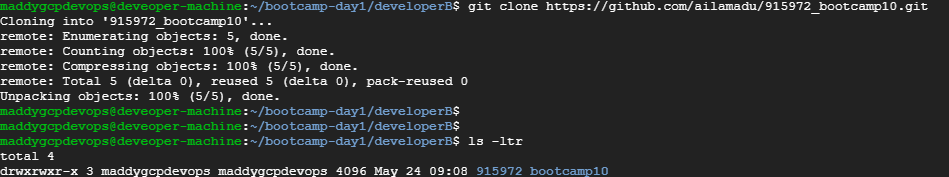 maddygcpdevops@deveoper-machine:~/bootcamp-day1/developerB$ git clone https://github.com/ailamadu/915972_bootcamp10.git
Cloning into '915972_bootcamp10'...
remote: Enumerating objects: 5, done.
remote: Counting objects: 100% (5/5), done.
remote: Compressing objects: 100% (5/5), done.
remote: Total 5 (delta 0), reused 5 (delta 0), pack-reused 0
Unpacking objects: 100% (5/5), done.
maddygcpdevops@deveoper-machine:~/bootcamp-day1/developerB$
maddygcpdevops@deveoper-machine:~/bootcamp-day1/developerB$
maddygcpdevops@deveoper-machine:~/bootcamp-day1/developerB$ ls -ltr
total 4
drwxrwxr-x 3 maddygcpdevops maddygcpdevops 4096 May 24 09:08 915972_bootcamp10